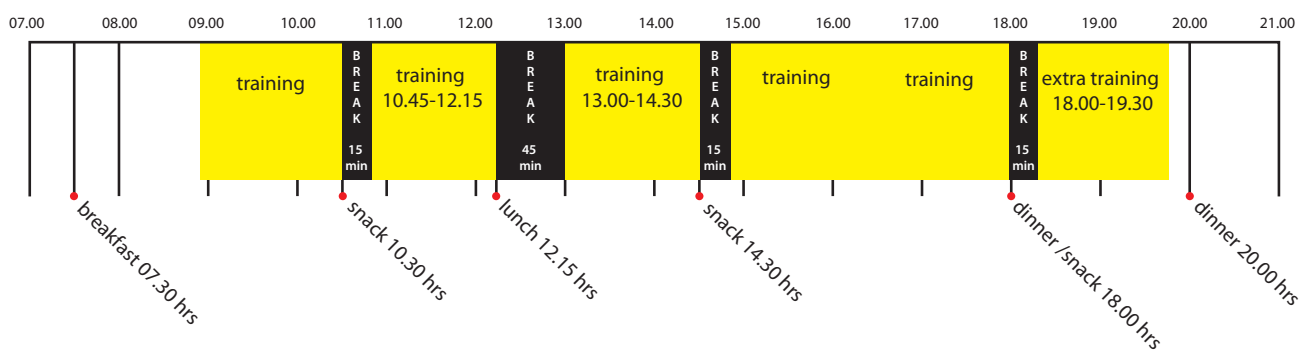 07.00 08.00 09.00 10.00 11.00 12.00 13.00 14.00 15.00 16.00 17.00 18.00 19.00 20.00 21.00
training
BREAK
15
min
training
10.45-12.15
BREAK
45
min
training
13.00-14.30
BREAK
15
min
training
training
BREAK
15
min
extra training
18.00-19.30
breakfast 07.30 hrs
snack 10.30 hrs
lunch 12.15 hrs
snack 14.30 hrs
dinner /snack 18.00 hrs
dinner 20.00 hrs